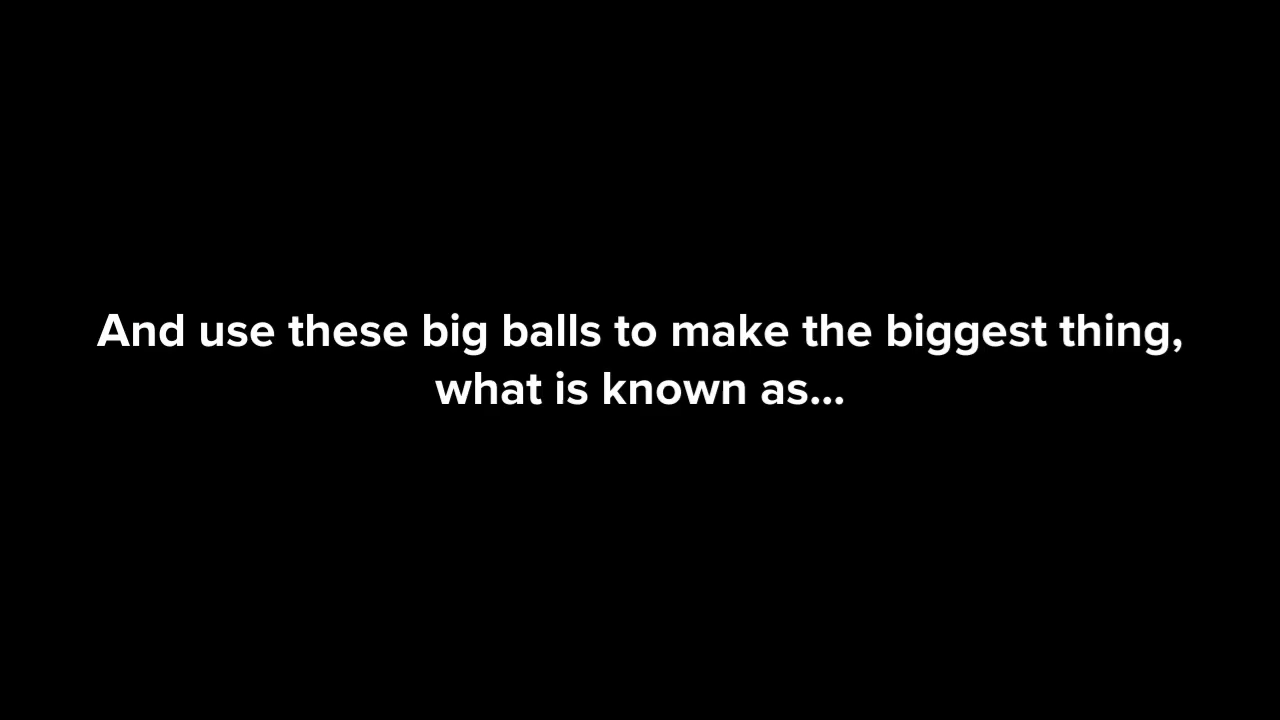 And use these big balls to make the biggest thing,
what is known as...